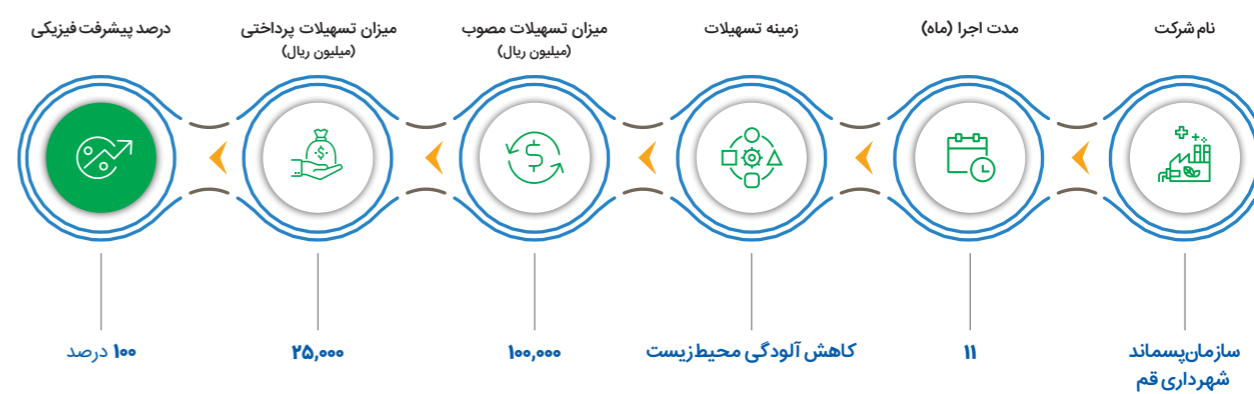 نام شرکت
مدت اجرا (ماه)
زمینه تسهیلات
میزان تسهیلات مصوب
(میلیون ریال)
میزان تسهیلات پرداختی
(میلیون ریال)
درصد پیشرفت فیزیکی
سازمان‌پسماند
شهرداری قم
۱۱
کاهش آلودگی محیط‌زیست
۱۰۰,۰۰۰
۲۵,۰۰۰
۱۰۰ درصد